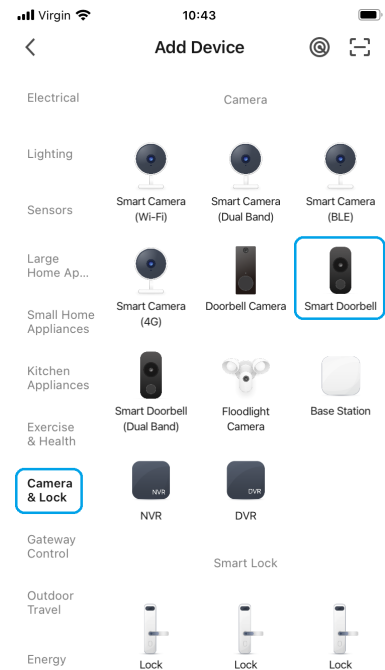 Virgin
10:43
Add Device
Electrical
Lighting
Sensors
Large
Home Ap...
Small Home
Appliances
Kitchen
Appliances
Exercise
& Health
Camera
& Lock
Gateway
Control
Outdoor
Travel
Energy
Camera
Smart Camera
(Wi-Fi)
Smart Camera
(Dual Band)
Smart Camera
(BLE)
Smart Camera
(4G)
Doorbell Camera
Smart Doorbell
Smart Doorbell
(Dual Band)
Floodlight
Camera
Base Station
NVR
NVR
DVR
DVR
Smart Lock
Lock
Lock
Lock